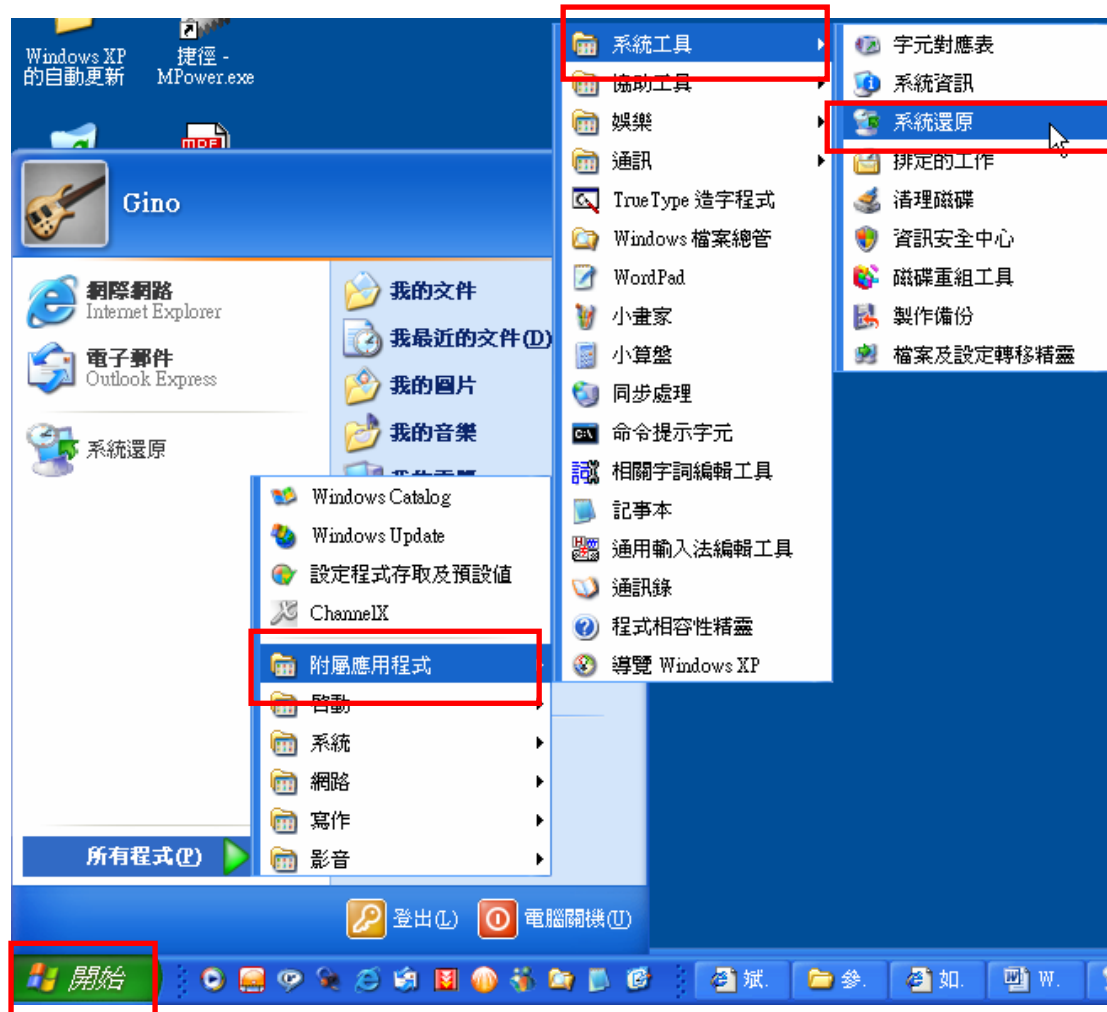 Windows XP
的自動更新
捷徑 -
MPower.exe
Gino
網際網路
Internet Explorer
電子郵件
Outlook Express
系統還原
所有程式(P)
我的文件
我最近的文件(D)
我的圖片
我的音樂
Windows Catalog
Windows Update
設定程式存取及預設值
ChannelX
附屬應用程式
啓動
系統
網路
寫作
影音
系統工具
協助工具
娛樂
通訊
TrueType 造字程式
Windows 檔案總管
WordPad
小畫家
小算盤
同步處理
命令提示字元
相關字詞編輯工具
記事本
通用輸入法編輯工具
通訊錄
程式相容性精靈
導覽 Windows XP
字元對應表
系統資訊
系統還原
排定的工作
清理磁碟
資訊安全中心
磁碟重組工具
製作備份
檔案及設定轉移精靈
登出(L)
電腦關機(U)
開始
斌.
參.
如.
W.